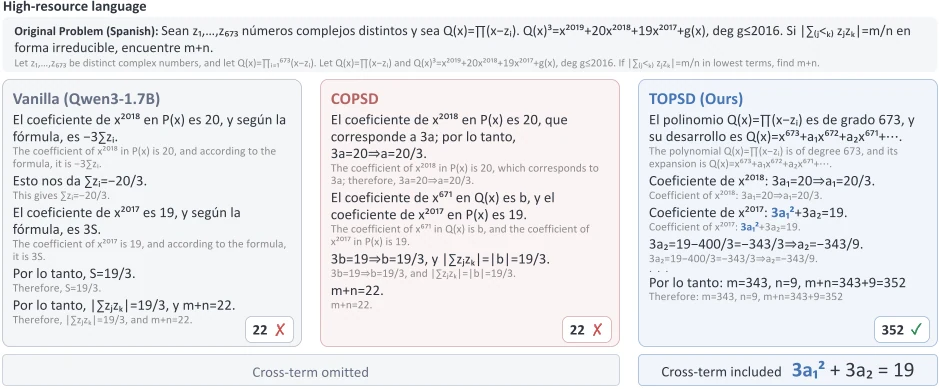 High-resource language
Original Problem (Spanish): Sean z₁,...,z₆₇₃ números complejos distintos y sea Q(x)=∏(x−zᵢ). Q(x)³=x²⁰¹⁹+20x²⁰¹⁸+19x²⁰¹⁷+g(x), deg g≤2016. Si |∑₍ⱼ<ₖ₎ zⱼzₖ|=m/n en
forma irreducible, encuentre m+n.
Let z₁,...,z₆₇₃ be distinct complex numbers, and let Q(x)=∏ᵢ₌₁⁶⁷³(x−zᵢ). Let Q(x)=∏(x−zᵢ) and Q(x)³=x²⁰¹⁹+20x²⁰¹⁸+19x²⁰¹⁷+g(x), deg g≤2016. If |∑₍ⱼ<ₖ₎ zⱼzₖ|=m/n in lowest terms, find m+n.
Vanilla (Qwen3-1.7B)
El coeficiente de x²⁰¹⁸ en P(x) es 20, y según la
fórmula, es −3∑zᵢ.
The coefficient of x²⁰¹⁸ in P(x) is 20, and according to the
formula, it is −3∑zᵢ.
Esto nos da ∑zᵢ=−20/3.
This gives ∑zᵢ=−20/3.
El coeficiente de x²⁰¹⁷ es 19, y según la
fórmula, es 3S.
The coefficient of x²⁰¹⁷ is 19, and according to the formula,
it is 3S.
Por lo tanto, S=19/3.
Therefore, S=19/3.
Por lo tanto, |∑zⱼzₖ|=19/3, y m+n=22.
Therefore, |∑zⱼzₖ|=19/3, and m+n=22.
22 ✗
COPSD
El coeficiente de x²⁰¹⁸ en P(x) es 20, que
corresponde a 3a; por lo tanto,
3a=20⇒a=20/3.
The coefficient of x²⁰¹⁸ in P(x) is 20, which corresponds to
3a; therefore, 3a=20⇒a=20/3.
El coeficiente de x⁶⁷¹ en Q(x) es b, y el
coeficiente de x²⁰¹⁷ en P(x) es 19.
The coefficient of x⁶⁷¹ in Q(x) is b, and the coefficient of
x²⁰¹⁷ in P(x) is 19.
3b=19⇒b=19/3, y |∑zⱼzₖ|=|b|=19/3.
3b=19⇒b=19/3, and |∑zⱼzₖ|=|b|=19/3.
m+n=22.
m+n=22.
22 ✗
TOPSD (Ours)
El polinomio Q(x)=∏(x−zᵢ) es de grado 673, y
su desarrollo es Q(x)=x⁶⁷³+a₁x⁶⁷²+a₂x⁶⁷¹+⋯.
The polynomial Q(x)=∏(x−zᵢ) is of degree 673, and its
expansion is Q(x)=x⁶⁷³+a₁x⁶⁷²+a₂x⁶⁷¹+⋯.
Coeficiente de x²⁰¹⁸: 3a₁=20⇒a₁=20/3.
Coefficient of x²⁰¹⁸: 3a₁=20⇒a₁=20/3.
Coeficiente de x²⁰¹⁷: 3a₁²+3a₂=19.
Coefficient of x²⁰¹⁷: 3a₁²+3a₂=19.
3a₂=19−400/3=−343/3⇒a₂=−343/9.
3a₂=19−400/3=−343/3⇒a₂=−343/9.
. . .
Por lo tanto: m=343, n=9, m+n=343+9=352
Therefore: m=343, n=9, m+n=343+9=352
352 ✓
Cross-term omitted
Cross-term included 3a₁² + 3a₂ = 19